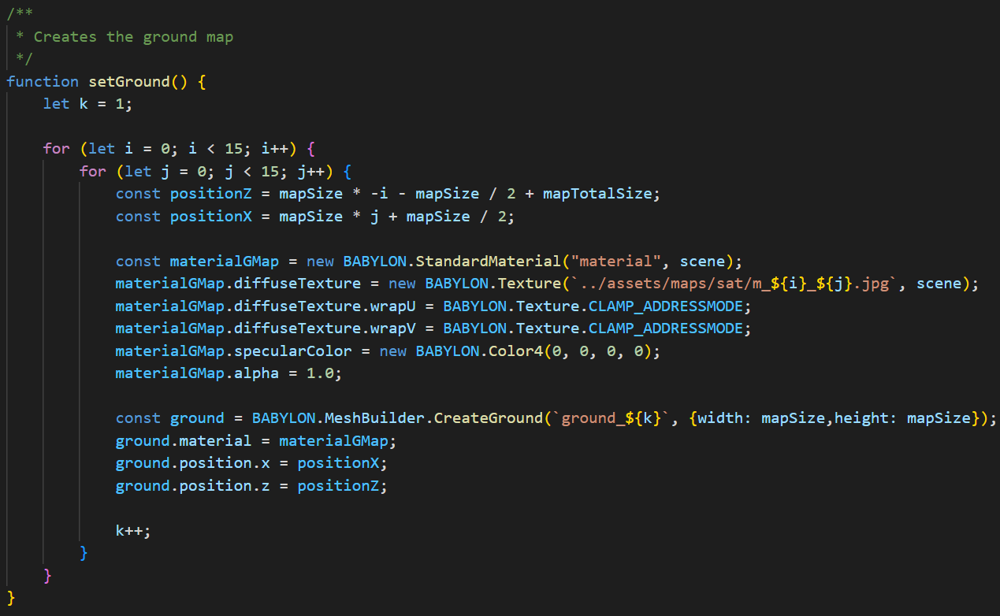 /**
 * Creates the ground map
 */
function setGround() {
    let k = 1;

    for (let i = 0; i < 15; i++) {
        for (let j = 0; j < 15; j++) {
            const positionZ = mapSize * -i - mapSize / 2 + mapTotalSize;
            const positionX = mapSize * j + mapSize / 2;

            const materialGMap = new BABYLON.StandardMaterial("material", scene);
            materialGMap.diffuseTexture = new BABYLON.Texture(`../assets/maps/sat/m_${i}_${j}.jpg`, scene);
            materialGMap.diffuseTexture.wrapU = BABYLON.Texture.CLAMP_ADDRESSMODE;
            materialGMap.diffuseTexture.wrapV = BABYLON.Texture.CLAMP_ADDRESSMODE;
            materialGMap.specularColor = new BABYLON.Color4(0, 0, 0, 0);
            materialGMap.alpha = 1.0;

            const ground = BABYLON.MeshBuilder.CreateGround(`ground_${k}`, {width: mapSize,height: mapSize});
            ground.material = materialGMap;
            ground.position.x = positionX;
            ground.position.z = positionZ;

            k++;
        }
    }
}